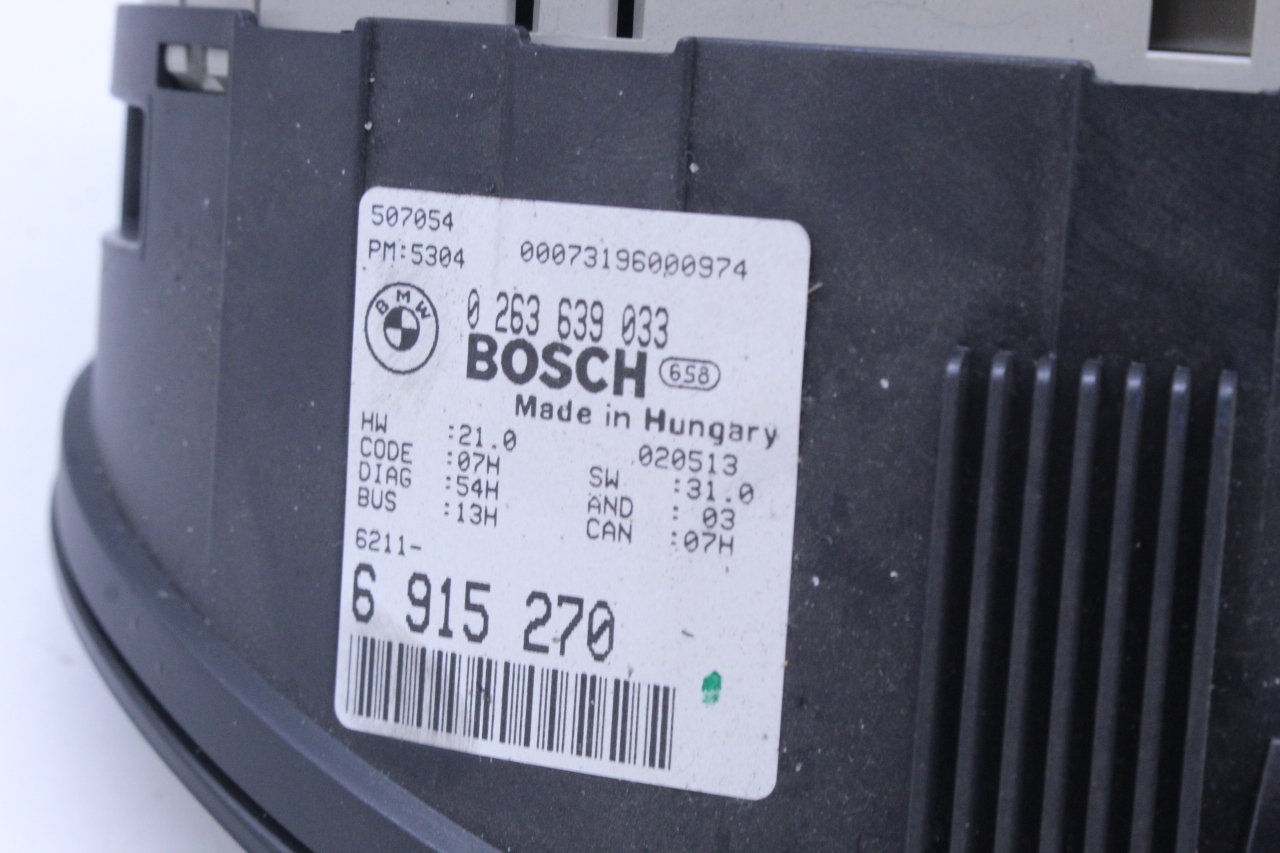 507054
PM:5304 00073196000974
BMW
0 263 639 033
BOSCH 658
Made in Hungary
HW :21.0 020513
CODE :07H SW :31.0
DIAG :54H AND : 03
BUS :13H CAN :07H
6211-
6 915 270